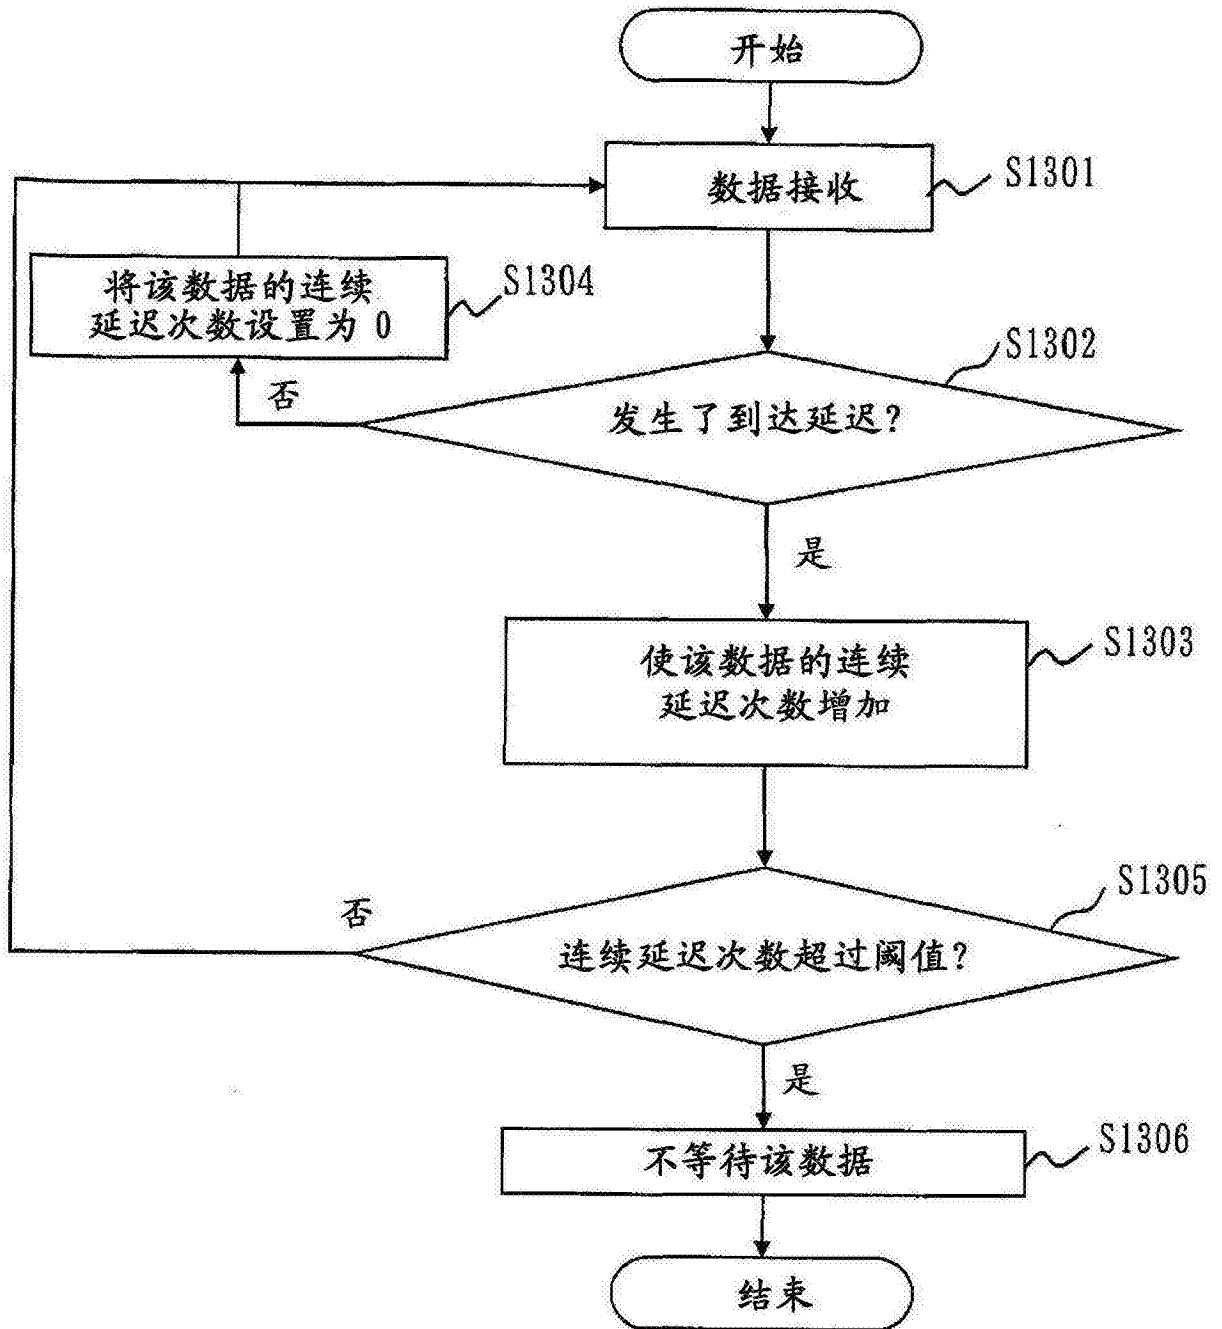 开始
数据接收
S1301
将该数据的连续
延迟次数设置为 0
S1304
S1302
否
发生了到达延迟?
是
使该数据的连续
延迟次数增加
S1303
S1305
否
连续延迟次数超过阈值?
是
不等待该数据
S1306
结束